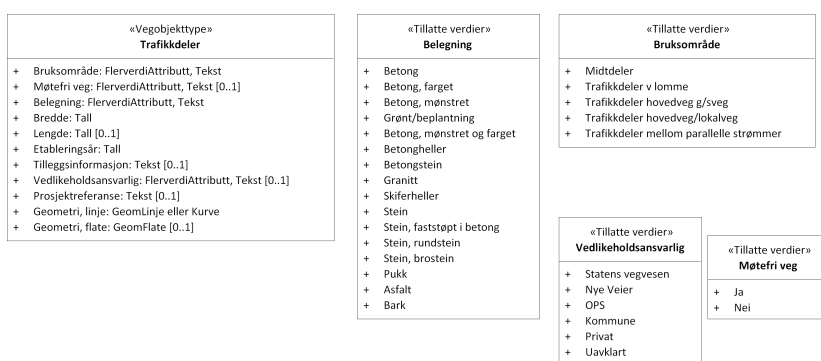 «Vegobjekttype»
Trafikkdeler
+ Bruksområde: FlerverdiAttributt, Tekst
+ Møtefri veg: FlerverdiAttributt, Tekst [0..1]
+ Belegning: FlerverdiAttributt, Tekst
+ Bredde: Tall
+ Lengde: Tall [0..1]
+ Etableringsår: Tall
+ Tilleggsinformasjon: Tekst [0..1]
+ Vedlikeholdsansvarlig: FlerverdiAttributt, Tekst [0..1]
+ Prosjektreferanse: Tekst [0..1]
+ Geometri, linje: GeomLinje eller Kurve
+ Geometri, flate: GeomFlate [0..1]
«Tillatte verdier»
Belegning
+ Betong
+ Betong, farget
+ Betong, mønstret
+ Grønt/beplantning
+ Betong, mønstret og farget
+ Betongheller
+ Betongstein
+ Granitt
+ Skiferheller
+ Stein
+ Stein, faststøpt i betong
+ Stein, rundstein
+ Stein, brostein
+ Pukk
+ Asfalt
+ Bark
«Tillatte verdier»
Bruksområde
+ Midtdeler
+ Trafikkdeler v lomme
+ Trafikkdeler hovedveg g/sveg
+ Trafikkdeler hovedveg/lokalveg
+ Trafikkdeler mellom parallelle strømmer
«Tillatte verdier»
Vedlikeholdsansvarlig
+ Statens vegvesen
+ Nye Veier
+ OPS
+ Kommune
+ Privat
+ Uavklart
«Tillatte verdier»
Møtefri veg
+ Ja
+ Nei